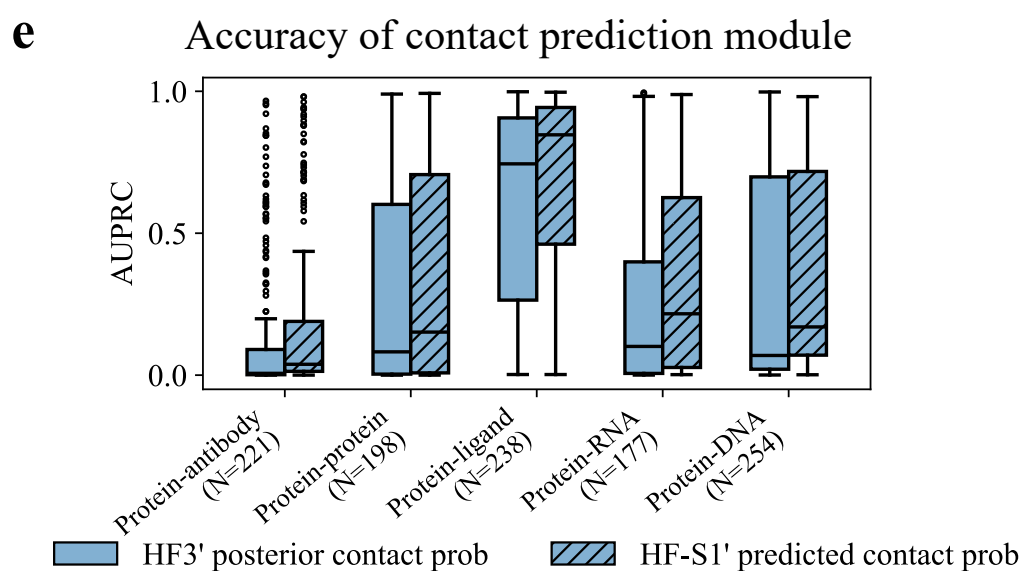 e
Accuracy of contact prediction module
AUPRC
1.0
0.5
0.0
Protein-antibody
(N=221)
Protein-protein
(N=198)
Protein-ligand
(N=238)
Protein-RNA
(N=177)
Protein-DNA
(N=254)
HF3' posterior contact prob
HF-S1' predicted contact prob